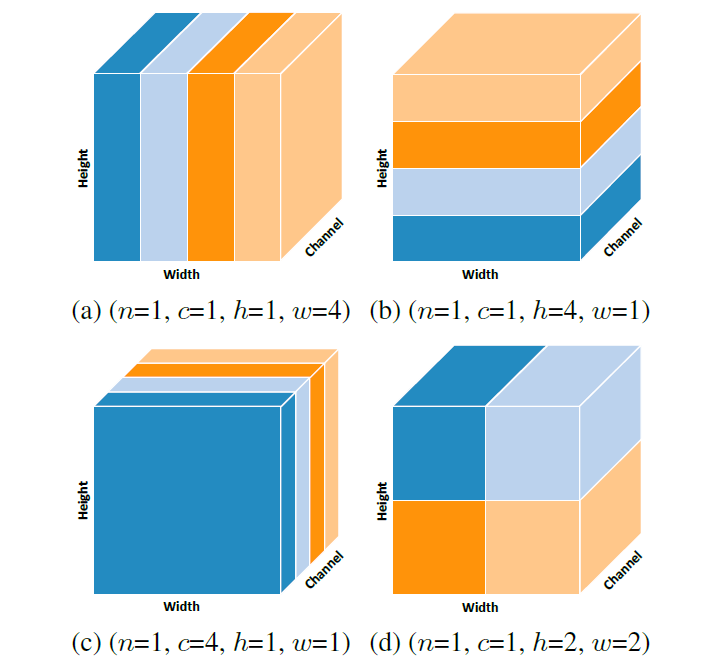 Height
Channel
Width
(a) (n=1, c=1, h=1, w=4)
Height
Channel
Width
(b) (n=1, c=1, h=4, w=1)
Height
Channel
Width
(c) (n=1, c=4, h=1, w=1)
Height
Channel
Width
(d) (n=1, c=1, h=2, w=2)